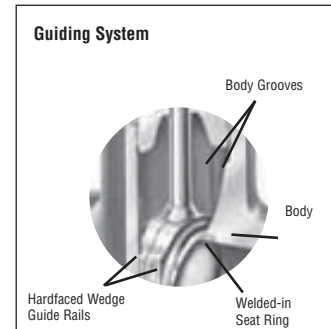 Guiding System
Body Grooves
Body
Hardfaced Wedge
Guide Rails
Welded-in
Seat Ring